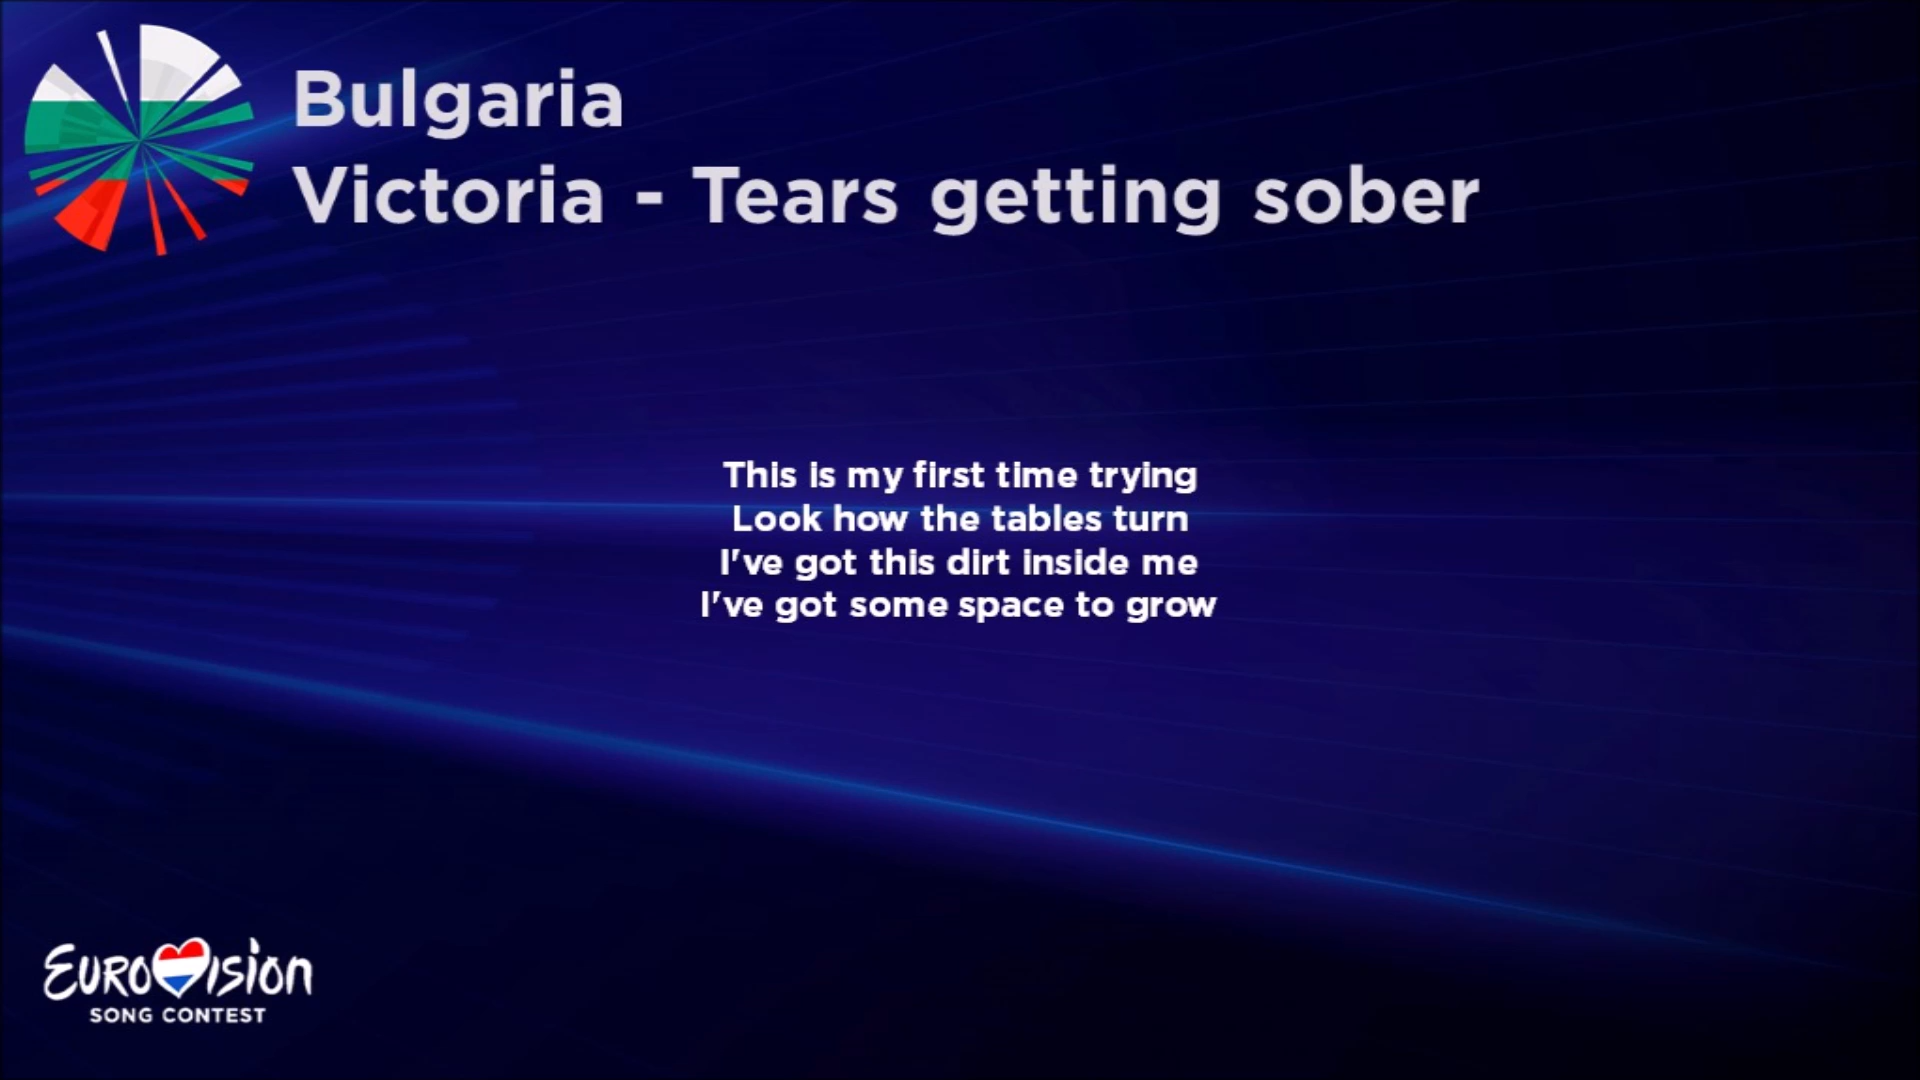 Bulgaria
Victoria - Tears getting sober
This is my first time trying
Look how the tables turn
I've got this dirt inside me
I've got some space to grow
EUROVISION
SONG CONTEST